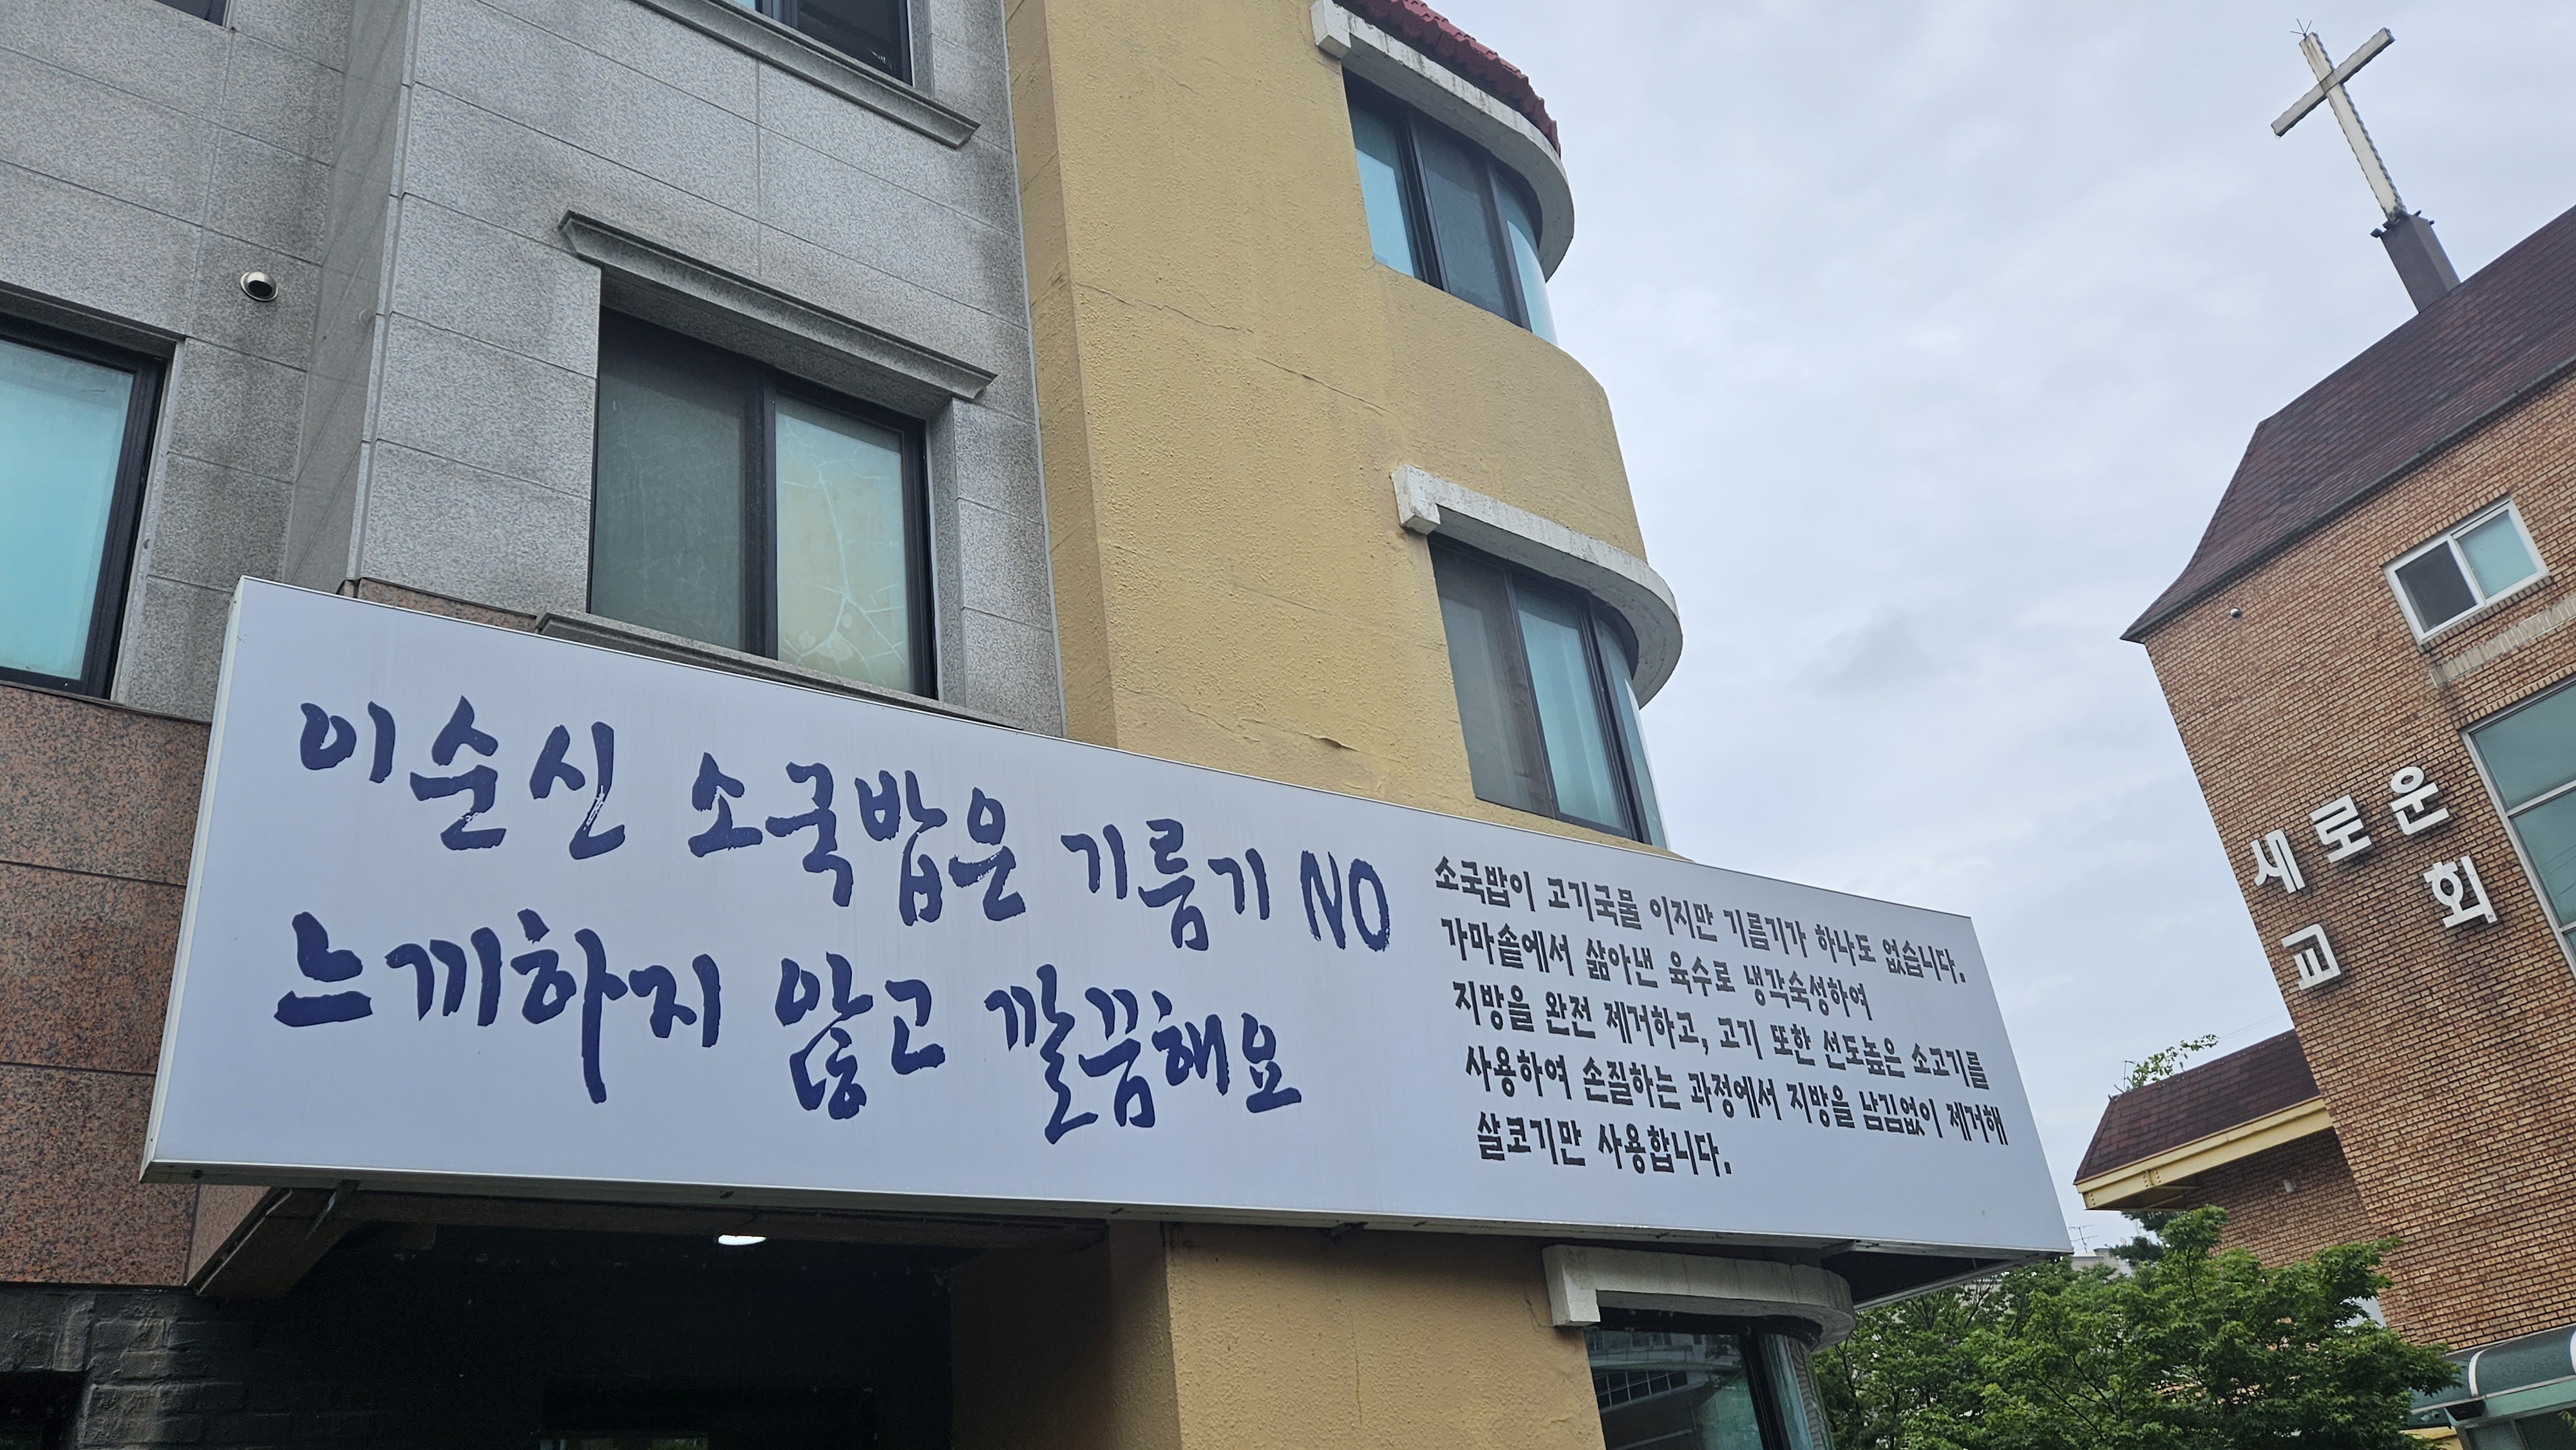 이순신 소국밥은 기름기 NO
느끼하지 않고 깔끔해요
소국밥이 고기국물 이지만 기름기가 하나도 없습니다.
가마솥에서 삶아낸 육수로 냉각숙성하여
지방을 완전 제거하고, 고기 또한 선도높은 소고기를
사용하여 손질하는 과정에서 지방을 남김없이 제거해
살코기만 사용합니다.
새로운
교회